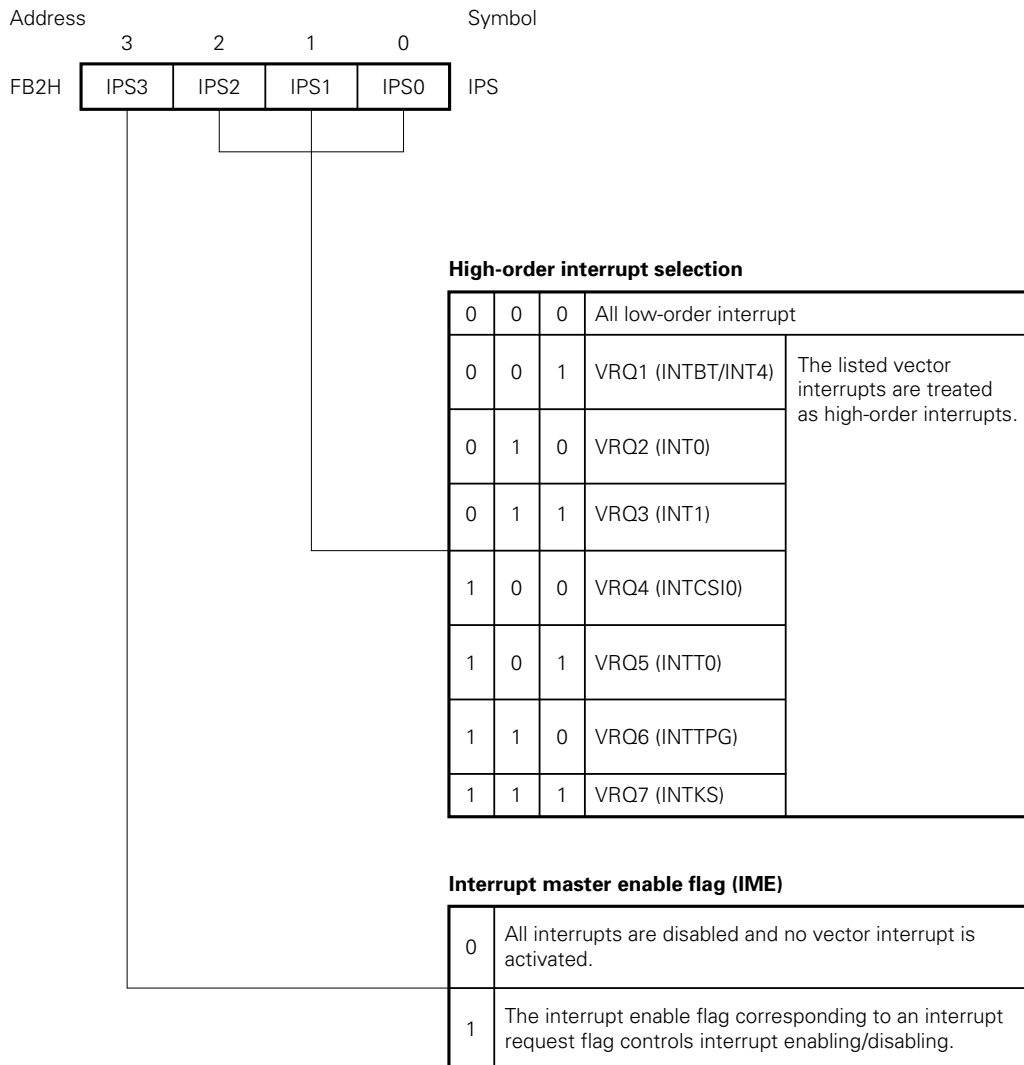 Address Symbol
3 2 1 0
FB2H IPS3 IPS2 IPS1 IPS0 IPS
High-order interrupt selection
0 0 0 All low-order interrupt
0 0 1 VRQ1 (INTBT/INT4)
The listed vector
interrupts are treated
as high-order interrupts.
0 1 0 VRQ2 (INT0)
0 1 1 VRQ3 (INT1)
1 0 0 VRQ4 (INTCSI0)
1 0 1 VRQ5 (INTT0)
1 1 0 VRQ6 (INTTPG)
1 1 1 VRQ7 (INTKS)
Interrupt master enable flag (IME)
0 All interrupts are disabled and no vector interrupt is
activated.
1 The interrupt enable flag corresponding to an interrupt
request flag controls interrupt enabling/disabling.